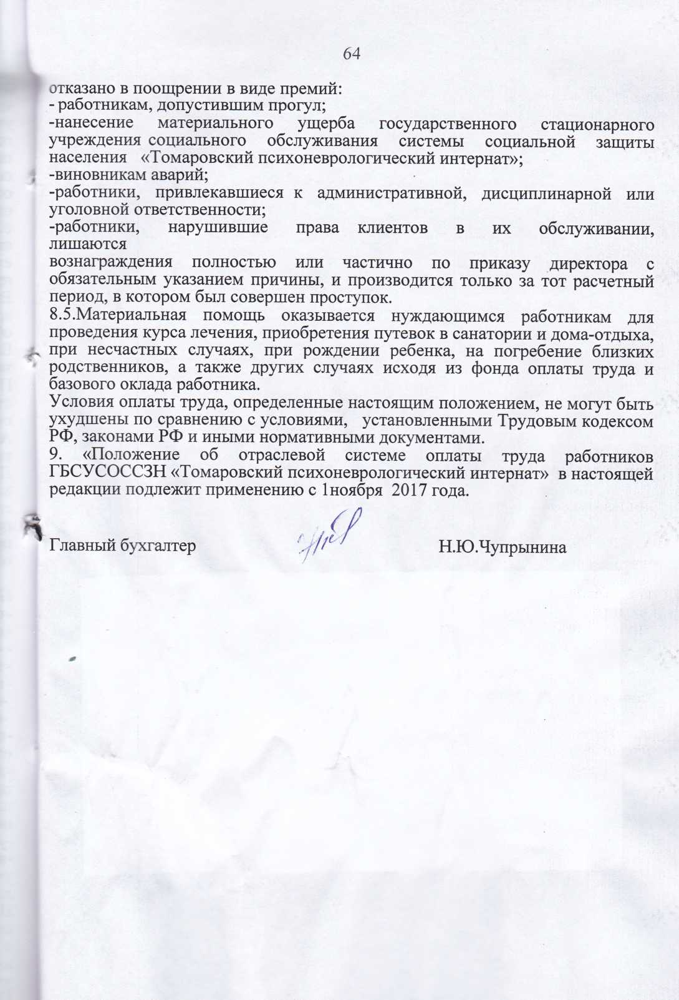 64
отказано в поощрении в виде премий:
- работникам, допустившим прогул;
-нанесение материального ущерба государственного стационарного
учреждения социального обслуживания системы социальной защиты
населения «Томаровский психоневрологический интернат»;
-виновникам аварий;
-работники, привлекавшиеся к административной, дисциплинарной или
уголовной ответственности;
-работники, нарушившие права клиентов в их обслуживании,
лишаются
вознаграждения полностью или частично по приказу директора с
обязательным указанием причины, и производится только за тот расчетный
период, в котором был совершен проступок.
8.5.Материальная помощь оказывается нуждающимся работникам для
проведения курса лечения, приобретения путевок в санатории и дома-отдыха,
при несчастных случаях, при рождении ребенка, на погребение близких
родственников, а также других случаях исходя из фонда оплаты труда и
базового оклада работника.
Условия оплаты труда, определенные настоящим положением, не могут быть
ухудшены по сравнению с условиями, установленными Трудовым кодексом
РФ, законами РФ и иными нормативными документами.
9. «Положение об отраслевой системе оплаты труда работников
ГБСУСОССЗН «Томаровский психоневрологический интернат» в настоящей
редакции подлежит применению с 1ноября 2017 года.
Главный бухгалтер Н.Ю.Чупрынина